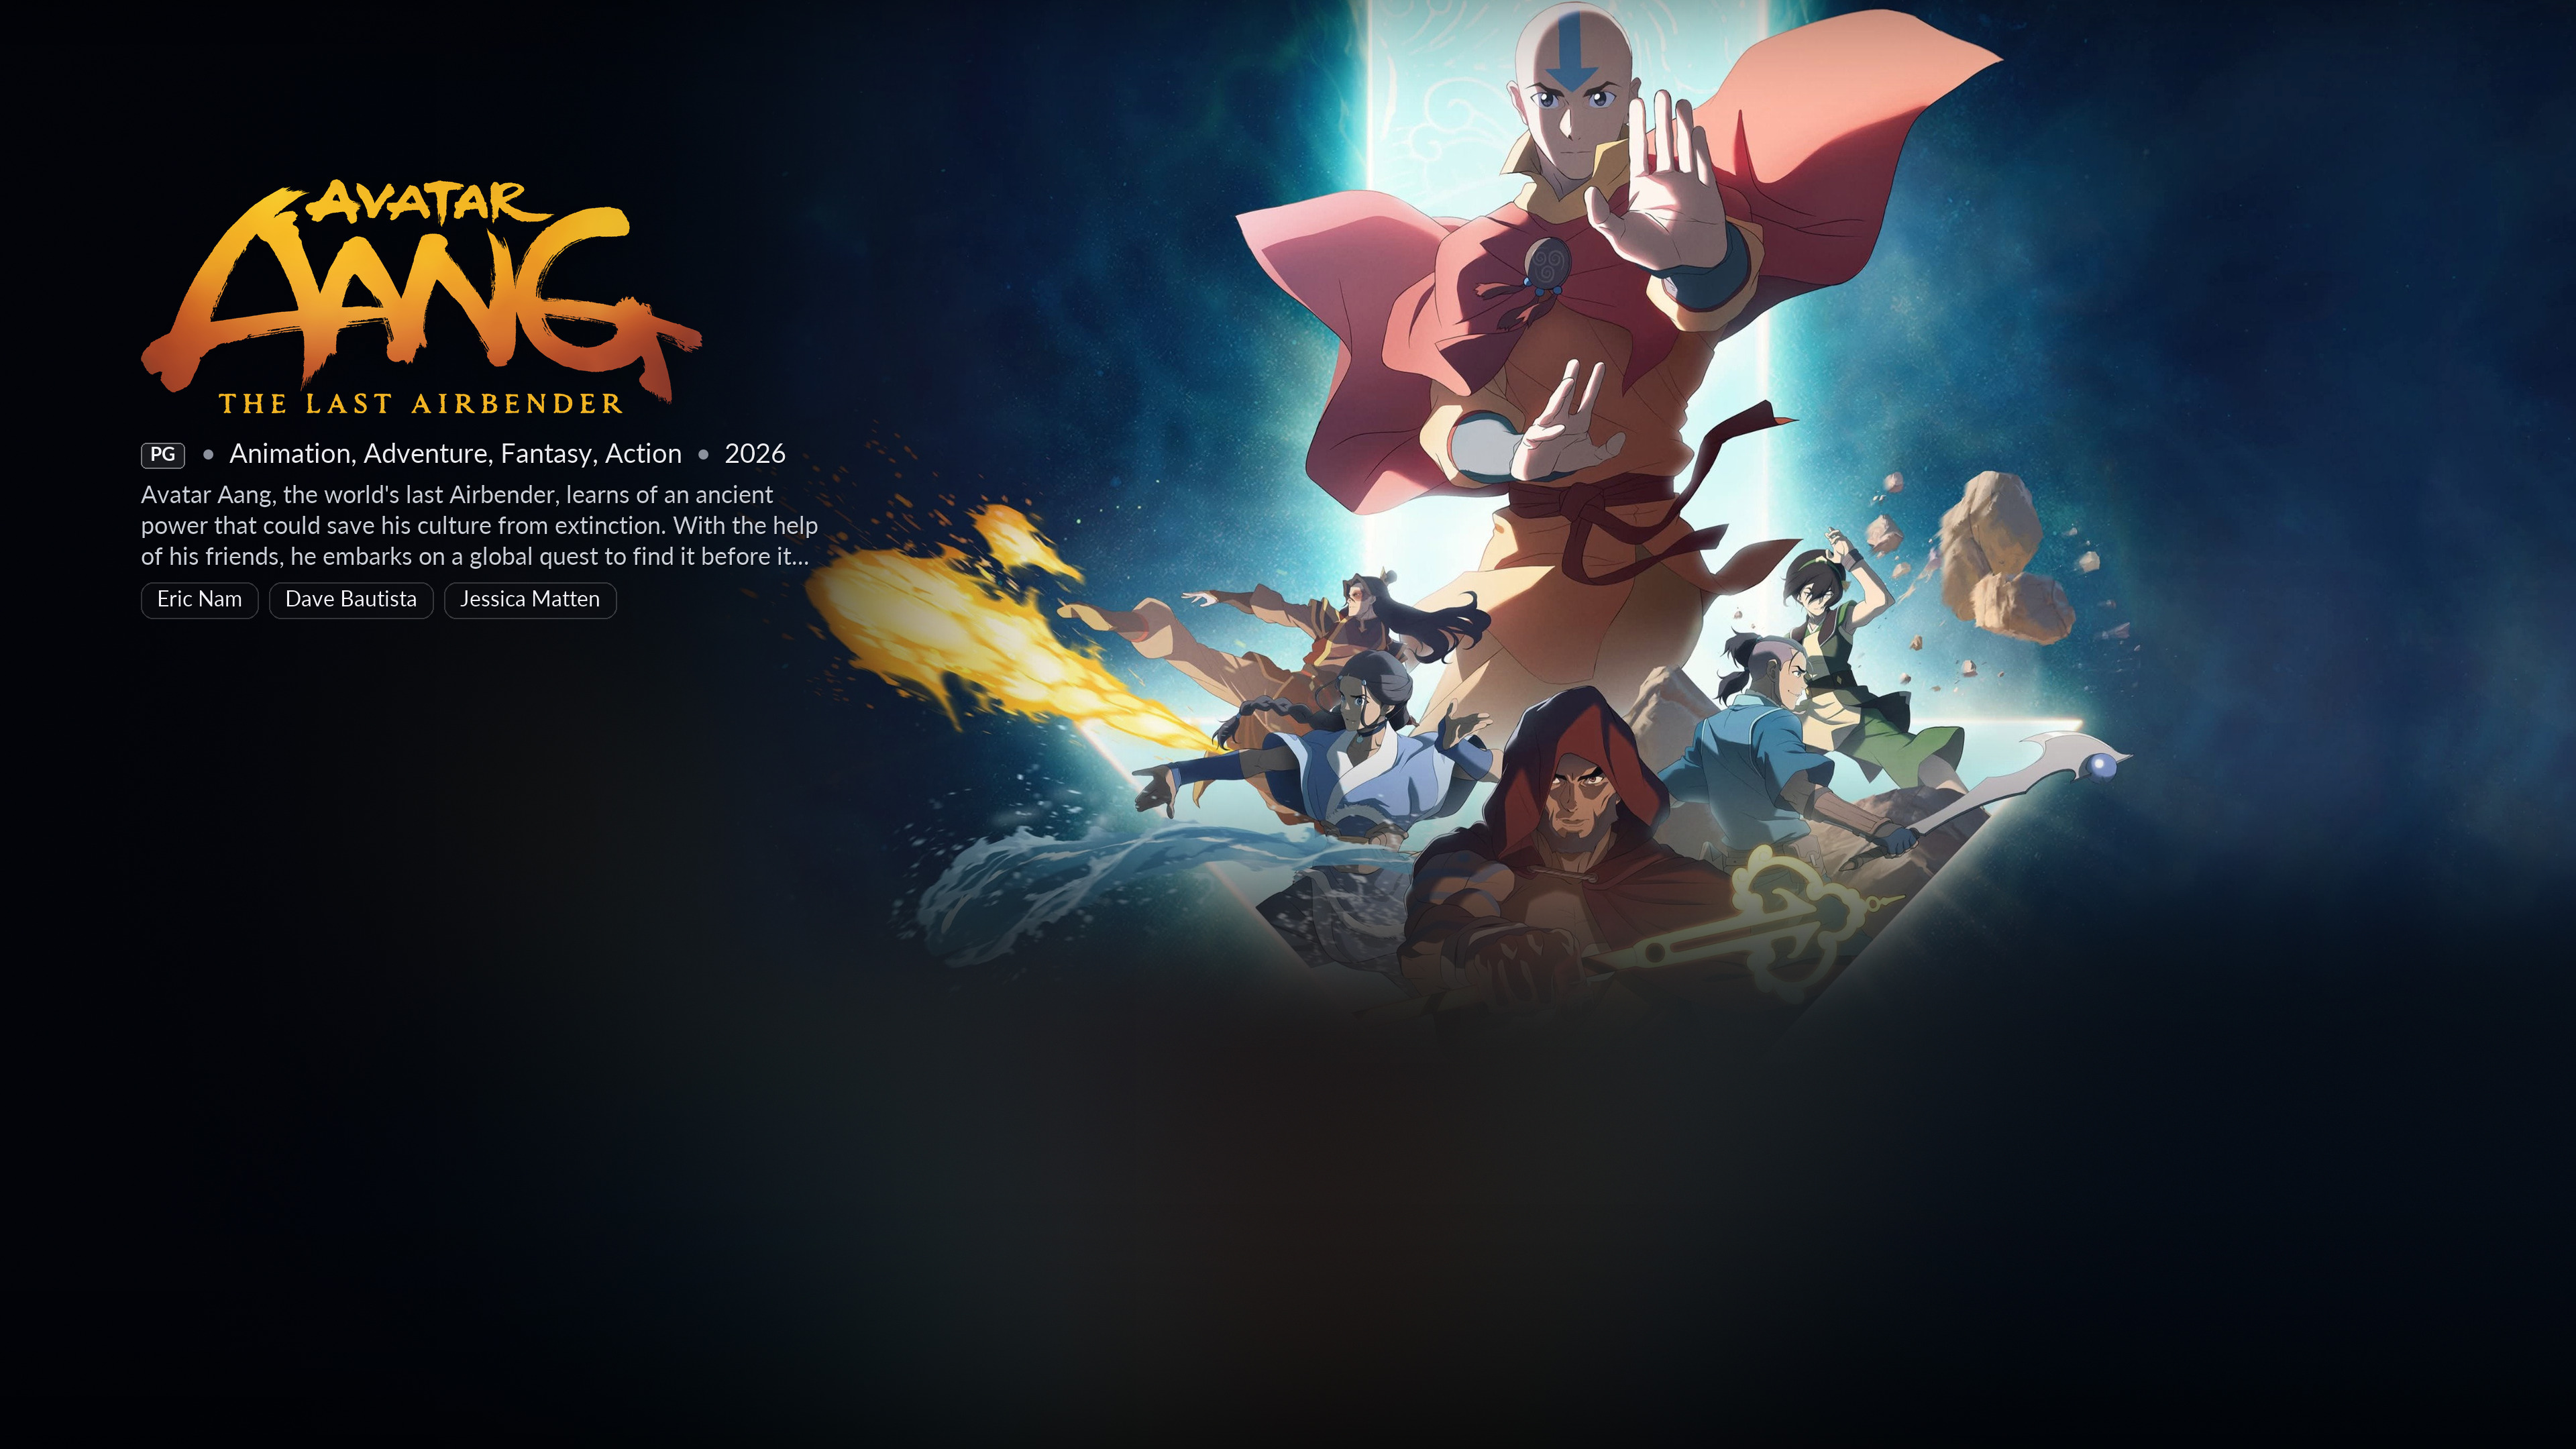 AVATAR
AANG
THE LAST AIRBENDER
PG • Animation, Adventure, Fantasy, Action • 2026
Avatar Aang, the world's last Airbender, learns of an ancient
power that could save his culture from extinction. With the help
of his friends, he embarks on a global quest to find it before it...
Eric Nam Dave Bautista Jessica Matten